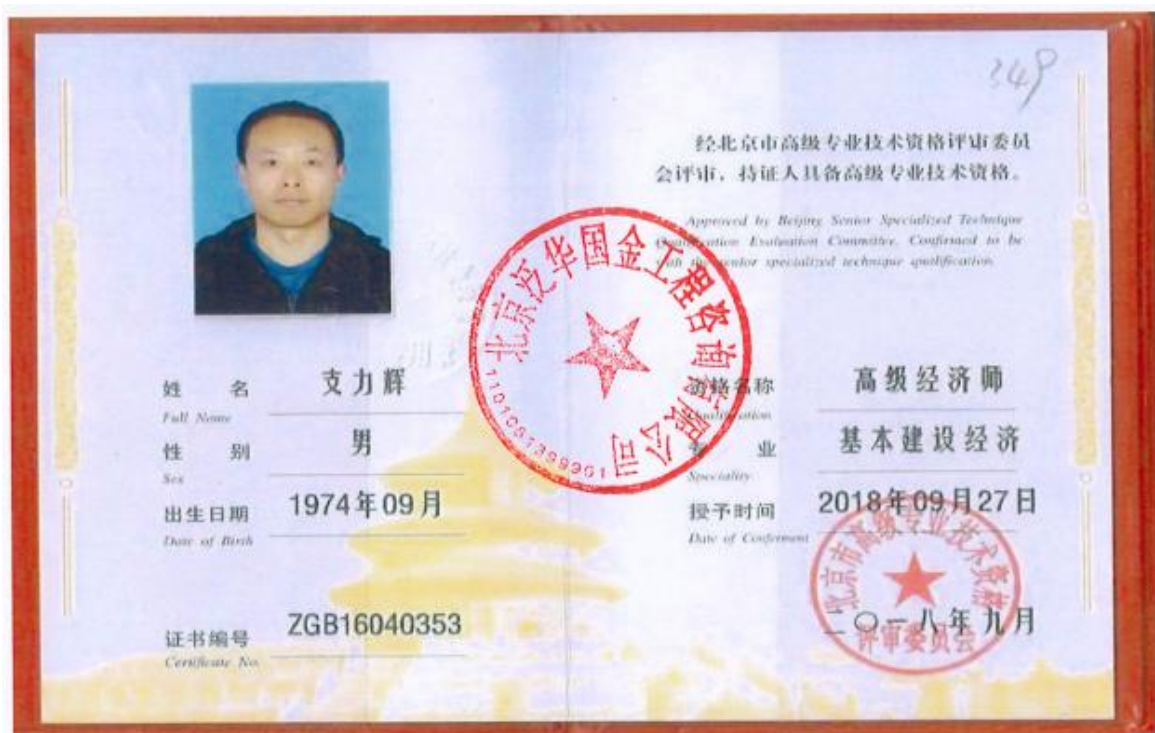 349
经北京市高级专业技术资格评审委员
会评审，持证人具备高级专业技术资格。
Approved by Beijing Senior Specialized Technique
Qualification Evaluation Committee. Confirmed to be
with the senior specialized technique qualification.
姓 名 支力辉
Full Name
性 别 男
Sex
出生日期 1974年09月
Date of Birth
证书编号 ZGB16040353
Certificate No.
北京泛华国金工程咨询有限公司
资格名称 高级经济师
Qualification
专 业 基本建设经济
Speciality
授予时间 2018年09月27日
Date of Conferment
北京市高级专业技术资格
评审委员会
二〇一八年九月